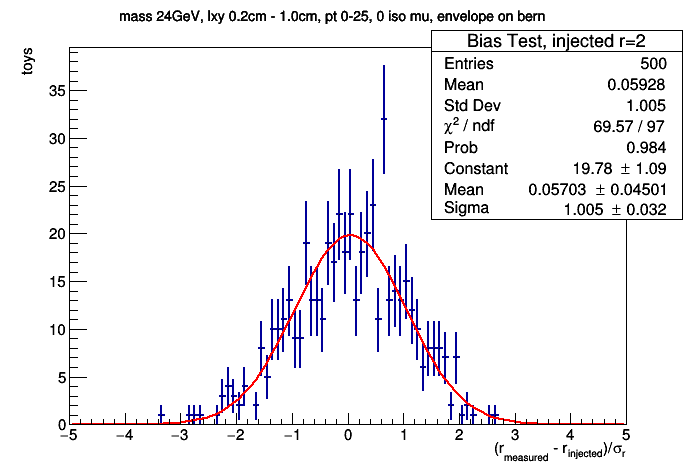 mass 24GeV, lxy 0.2cm - 1.0cm, pt 0-25, 0 iso mu, envelope on bern
Bias Test, injected r=2
Entries 500
Mean 0.05928
Std Dev 1.005
χ² / ndf 69.57 / 97
Prob 0.984
Constant 19.78 ± 1.09
Mean 0.05703 ± 0.04501
Sigma 1.005 ± 0.032
toys
35
30
25
20
15
10
5
0
−5 −4 −3 −2 −1 0 1 2 3 4 5
(r_measured - r_injected)/σ_r